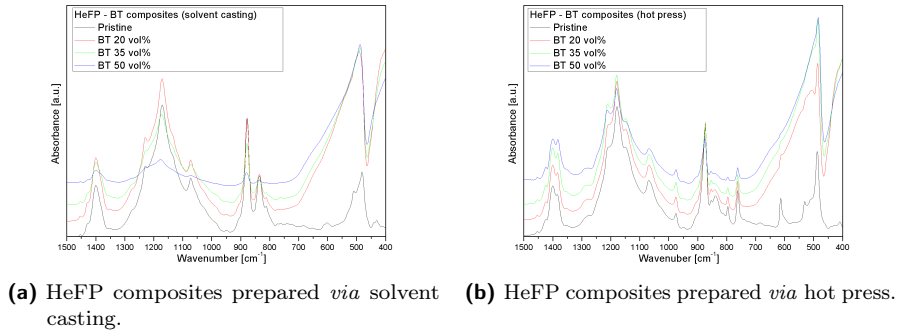 HeFP - BT composites (solvent casting)
Pristine
BT 20 vol%
BT 35 vol%
BT 50 vol%
Absorbance [a.u.]
1500 1400 1300 1200 1100 1000 900 800 700 600 500 400
Wavenumber [cm⁻¹]
(a) HeFP composites prepared via solvent
casting.
HeFP - BT composites (hot press)
Pristine
BT 20 vol%
BT 35 vol%
BT 50 vol%
Absorbance [a.u.]
1500 1400 1300 1200 1100 1000 900 800 700 600 500 400
Wavenumber [cm⁻¹]
(b) HeFP composites prepared via hot press.